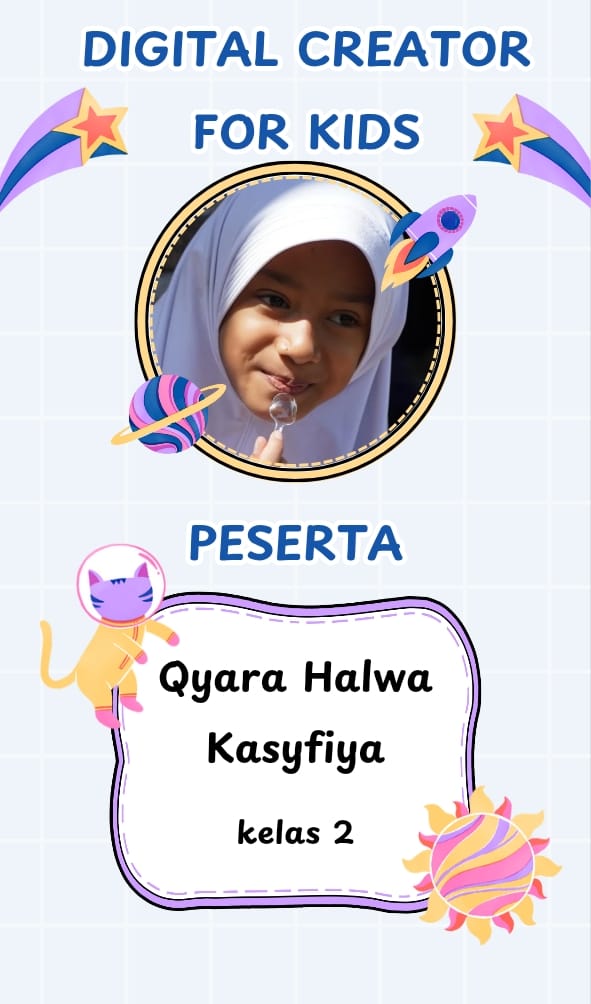 DIGITAL CREATOR
FOR KIDS
PESERTA
Qyara Halwa
Kasyfiya
kelas 2